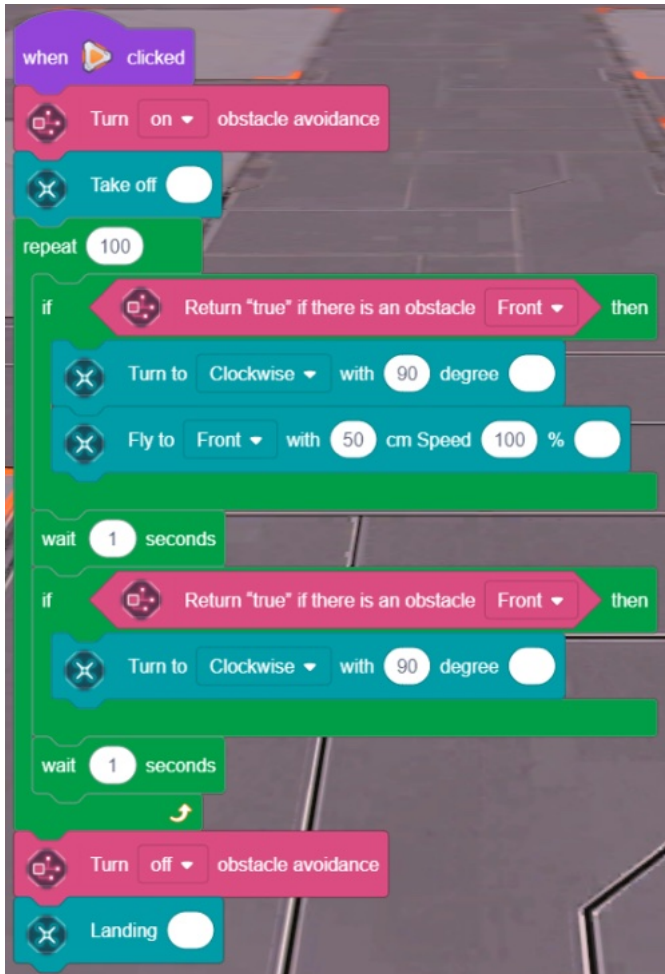 when clicked
Turn on obstacle avoidance
Take off
repeat 100
if Return "true" if there is an obstacle Front then
Turn to Clockwise with 90 degree
Fly to Front with 50 cm Speed 100 %
wait 1 seconds
if Return "true" if there is an obstacle Front then
Turn to Clockwise with 90 degree
wait 1 seconds
Turn off obstacle avoidance
Landing